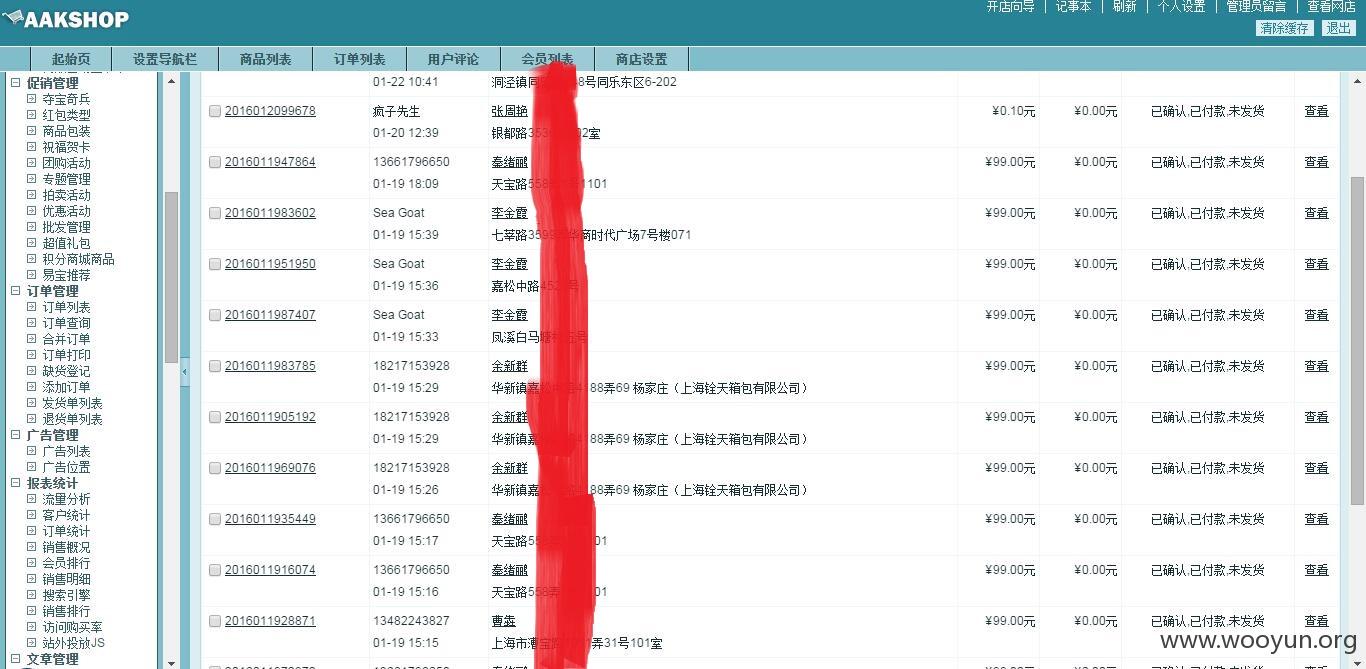 AAKSHOP
开店向导 | 记事本 | 刷新 | 个人设置 | 管理员留言 | 查看网店
清除缓存 退出
起始页 设置导航栏 商品列表 订单列表 用户评论 会员列表 商店设置
促销管理
夺宝奇兵
红包类型
商品包装
祝福贺卡
团购活动
专题管理
拍卖活动
优惠活动
批发管理
超值礼包
积分商城商品
易宝推荐
订单管理
订单列表
订单查询
合并订单
订单打印
缺货登记
添加订单
发货单列表
退货单列表
广告管理
广告列表
广告位置
报表统计
流量分析
客户统计
订单统计
销售概况
会员排行
销售明细
搜索引擎
销售排行
访问购买率
站外投放JS
文章管理
01-22 10:41 洞泾镇同 8号同乐东区6-202
2016012099678 疯子先生 张周艳 ¥0.10元 ¥0.00元 已确认,已付款,未发货 查看
01-20 12:39 银都路 02室
2016011947864 13661796650 秦绪鹂 ¥99.00元 ¥0.00元 已确认,已付款,未发货 查看
01-19 18:09 天宝路558 1101
2016011983602 Sea Goat 李金霞 ¥99.00元 ¥0.00元 已确认,已付款,未发货 查看
01-19 15:39 七莘路3599 华商时代广场7号楼071
2016011951950 Sea Goat 李金霞 ¥99.00元 ¥0.00元 已确认,已付款,未发货 查看
01-19 15:36 嘉松中路45 号
2016011987407 Sea Goat 李金霞 ¥99.00元 ¥0.00元 已确认,已付款,未发货 查看
01-19 15:33 凤溪白马塘村 号
2016011983785 18217153928 余新群 ¥99.00元 ¥0.00元 已确认,已付款,未发货 查看
01-19 15:29 华新镇嘉松中路4188弄69 杨家庄（上海铨天箱包有限公司）
2016011905192 18217153928 余新群 ¥99.00元 ¥0.00元 已确认,已付款,未发货 查看
01-19 15:29 华新镇嘉 188弄69 杨家庄（上海铨天箱包有限公司）
2016011969076 18217153928 余新群 ¥99.00元 ¥0.00元 已确认,已付款,未发货 查看
01-19 15:26 华新镇嘉 88弄69 杨家庄（上海铨天箱包有限公司）
2016011935449 13661796650 秦绪鹂 ¥99.00元 ¥0.00元 已确认,已付款,未发货 查看
01-19 15:17 天宝路55 01
2016011916074 13661796650 秦绪鹂 ¥99.00元 ¥0.00元 已确认,已付款,未发货 查看
01-19 15:16 天宝路558弄 01
2016011928871 13482243827 曹 ¥99.00元 ¥0.00元 已确认,已付款,未发货 查看
01-19 15:15 上海市漕宝路 1弄31号101室
www.wooyun.org